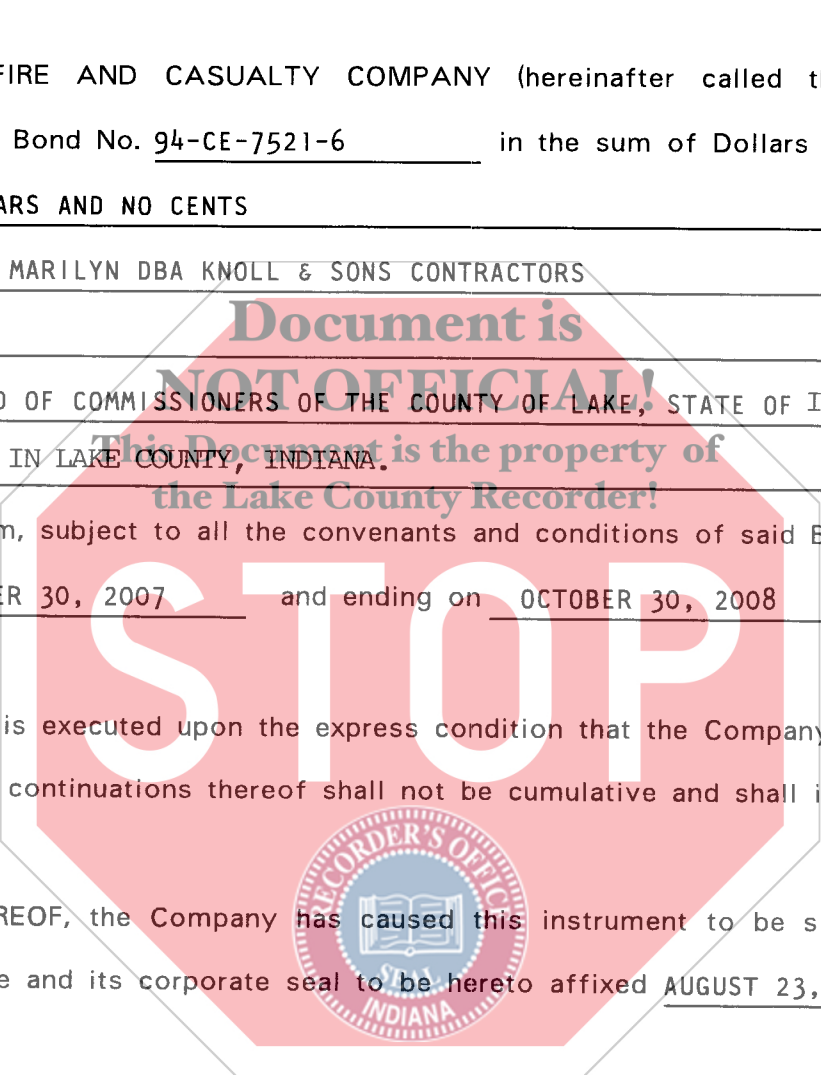 FIRE AND CASUALTY COMPANY (hereinafter called
Bond No. 94-CE-7521-6 in the sum of Dollars
AND NO CENTS
MARILYN DBA KNOLL & SONS CONTRACTORS
Document is
NOT OFFICIAL!
OF COMMISSIONERS OF THE COUNTY OF LAKE, STATE OF
This Document is the property of
IN LAKE COUNTY, INDIANA.
the Lake County Recorder!
subject to all the convenants and conditions of said
30, 2007 and ending on OCTOBER 30, 2008
STOP
is executed upon the express condition that the Company
continuations thereof shall not be cumulative and shall
RECORDER'S OFFICE
the Company has caused this instrument to be
SEAL
and its corporate seal to be hereto affixed AUGUST 23,
INDIANA